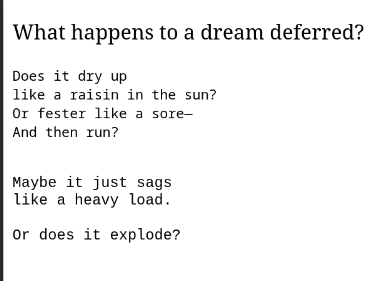 What happens to a dream deferred?
Does it dry up
like a raisin in the sun?
Or fester like a sore—
And then run?
Maybe it just sags
like a heavy load.
Or does it explode?